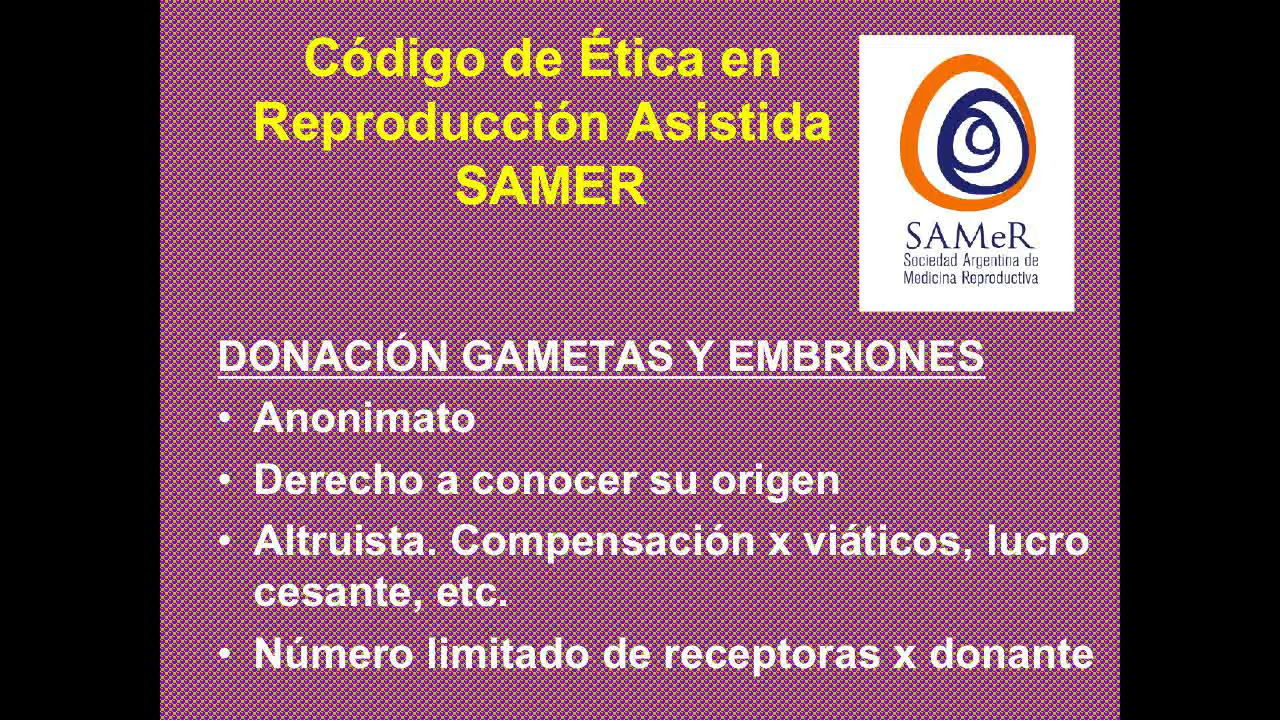 Código de Ética en
Reproducción Asistida
SAMER
SAMeR
Sociedad Argentina de
Medicina Reproductiva
DONACIÓN GAMETAS Y EMBRIONES
• Anonimato
• Derecho a conocer su origen
• Altruista. Compensación x viáticos, lucro
cesante, etc.
• Número limitado de receptoras x donante